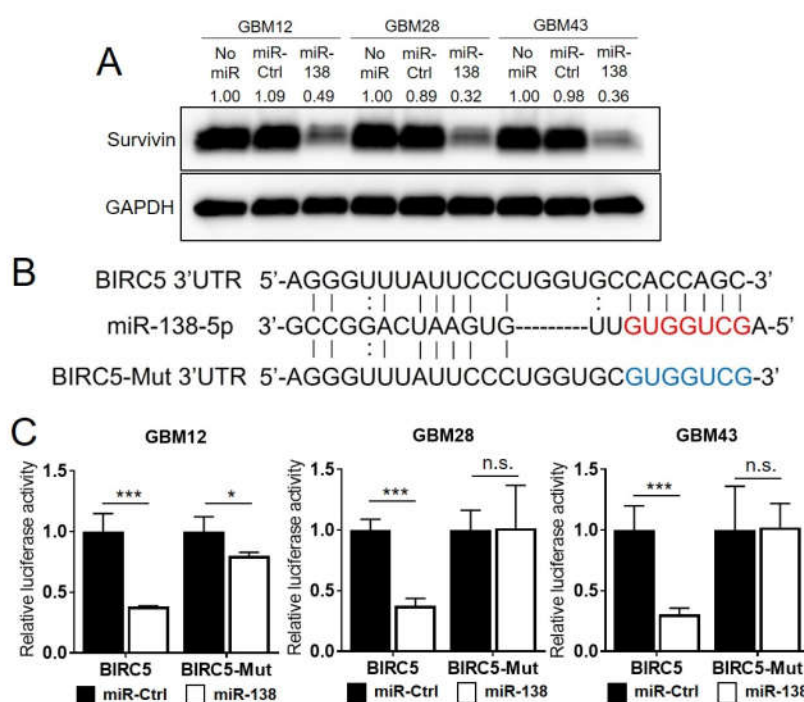 A
GBM12 GBM28 GBM43
No miR miR-Ctrl miR-138 No miR miR-Ctrl miR-138 No miR miR-Ctrl miR-138
1.00 1.09 0.49 1.00 0.89 0.32 1.00 0.98 0.36
Survivin
GAPDH
B
BIRC5 3'UTR 5'-AGGGUUUAUUCCCUGGUGCCACCAGC-3'
miR-138-5p 3'-GCCGGACUAAGUG---------UUGUGGUCGA-5'
BIRC5-Mut 3'UTR 5'-AGGGUUUAUUCCCUGGUGCGUGGUCG-3'
C
GBM12
Relative luciferase activity
1.5
1.0
0.5
0.0
*** *
BIRC5 BIRC5-Mut
miR-Ctrl miR-138
GBM28
Relative luciferase activity
1.5
1.0
0.5
0.0
*** n.s.
BIRC5 BIRC5-Mut
miR-Ctrl miR-138
GBM43
Relative luciferase activity
1.5
1.0
0.5
0.0
*** n.s.
BIRC5 BIRC5-Mut
miR-Ctrl miR-138